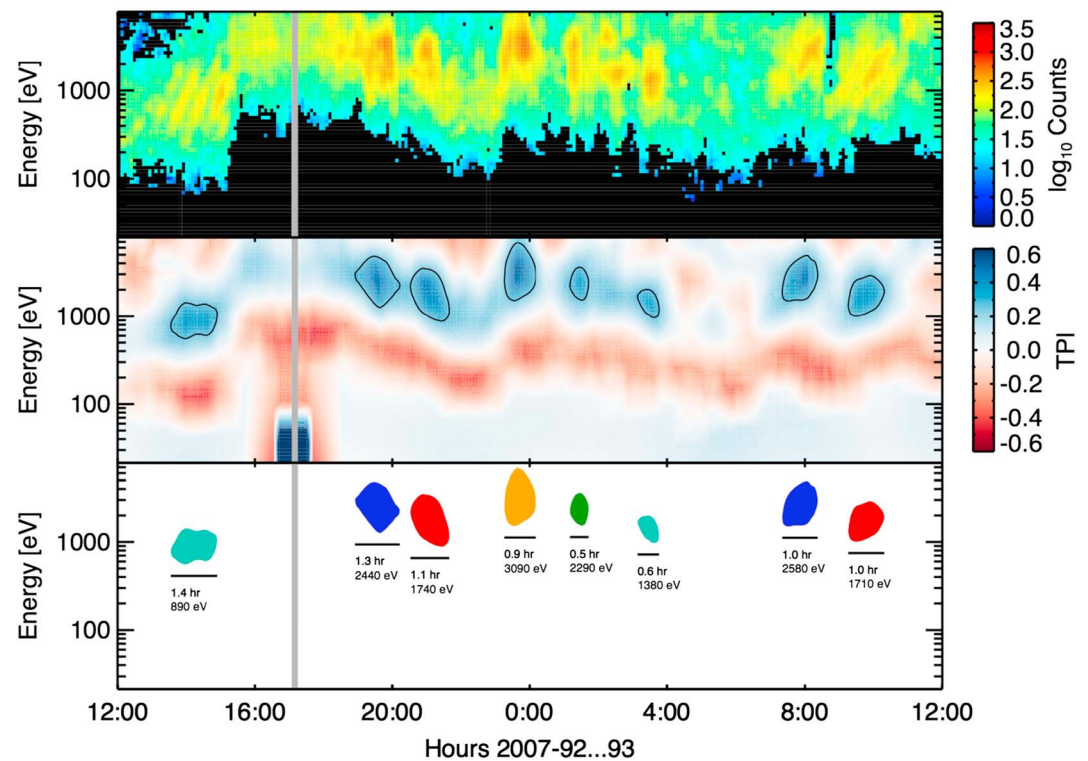 Energy [eV]
1000
100
3.5
3.0
2.5
2.0
1.5
1.0
0.5
0.0
log10 Counts
Energy [eV]
1000
100
0.6
0.4
0.2
0.0
-0.2
-0.4
-0.6
TPI
Energy [eV]
1000
100
1.4 hr
890 eV
1.3 hr
2440 eV
1.1 hr
1740 eV
0.9 hr
3090 eV
0.5 hr
2290 eV
0.6 hr
1380 eV
1.0 hr
2580 eV
1.0 hr
1710 eV
12:00 16:00 20:00 0:00 4:00 8:00 12:00
Hours 2007-92...93